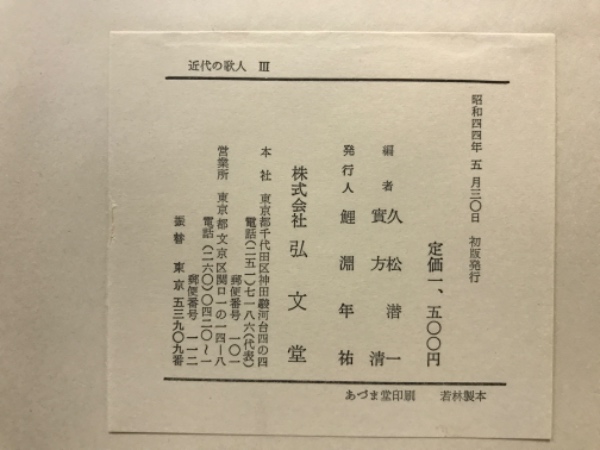 近代の歌人 Ⅲ
昭和四四年 五月三〇日 初版発行
定価一、五〇〇円
編者 久松潜一
實方清
発行人 鯉淵年祐
株式会社 弘文堂
本社 東京都千代田区神田駿河台四の四
電話(二五一)七一八六(代表)
郵便番号 一〇一
営業所 東京都文京区関口一の一四ー八
電話(二六〇)〇四二〇〜一
郵便番号 一一二
振替 東京 五三九〇九番
あづま堂印刷 若林製本